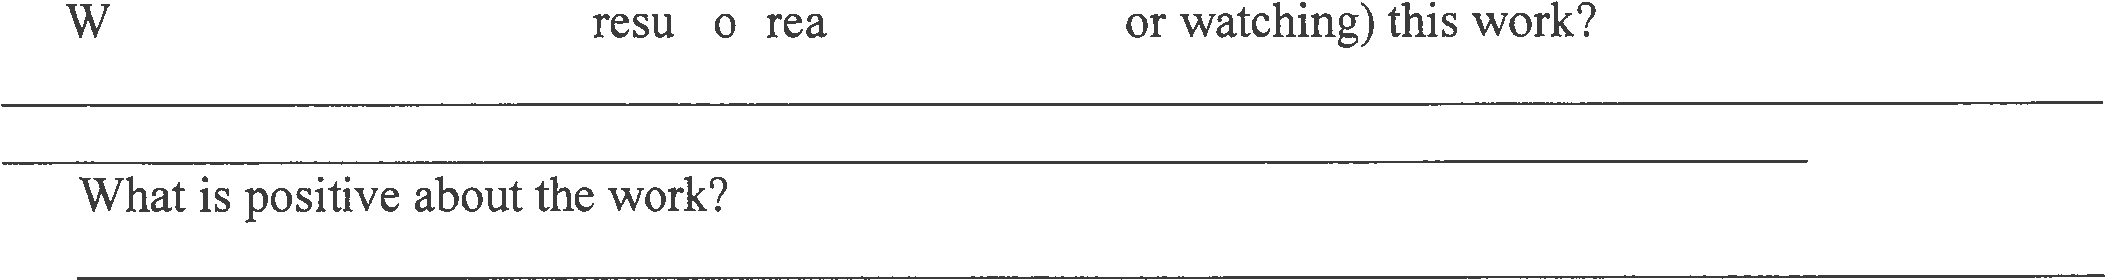 W resu o rea or watching) this work?
What is positive about the work?